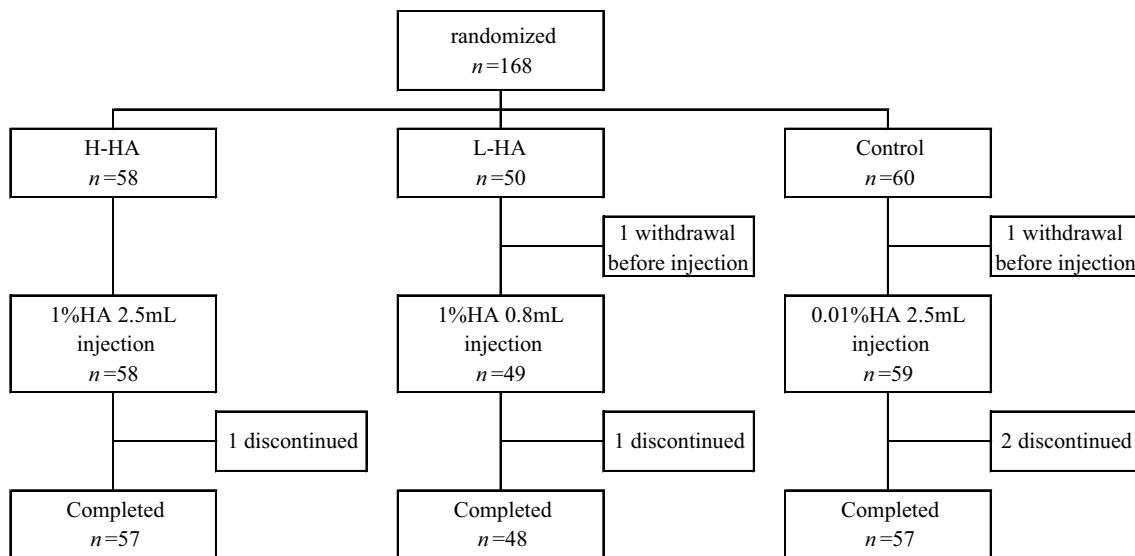 randomized
n=168
H-HA
n=58
L-HA
n=50
Control
n=60
1 withdrawal
before injection
1 withdrawal
before injection
1%HA 2.5mL
injection
n=58
1%HA 0.8mL
injection
n=49
0.01%HA 2.5mL
injection
n=59
1 discontinued
1 discontinued
2 discontinued
Completed
n=57
Completed
n=48
Completed
n=57